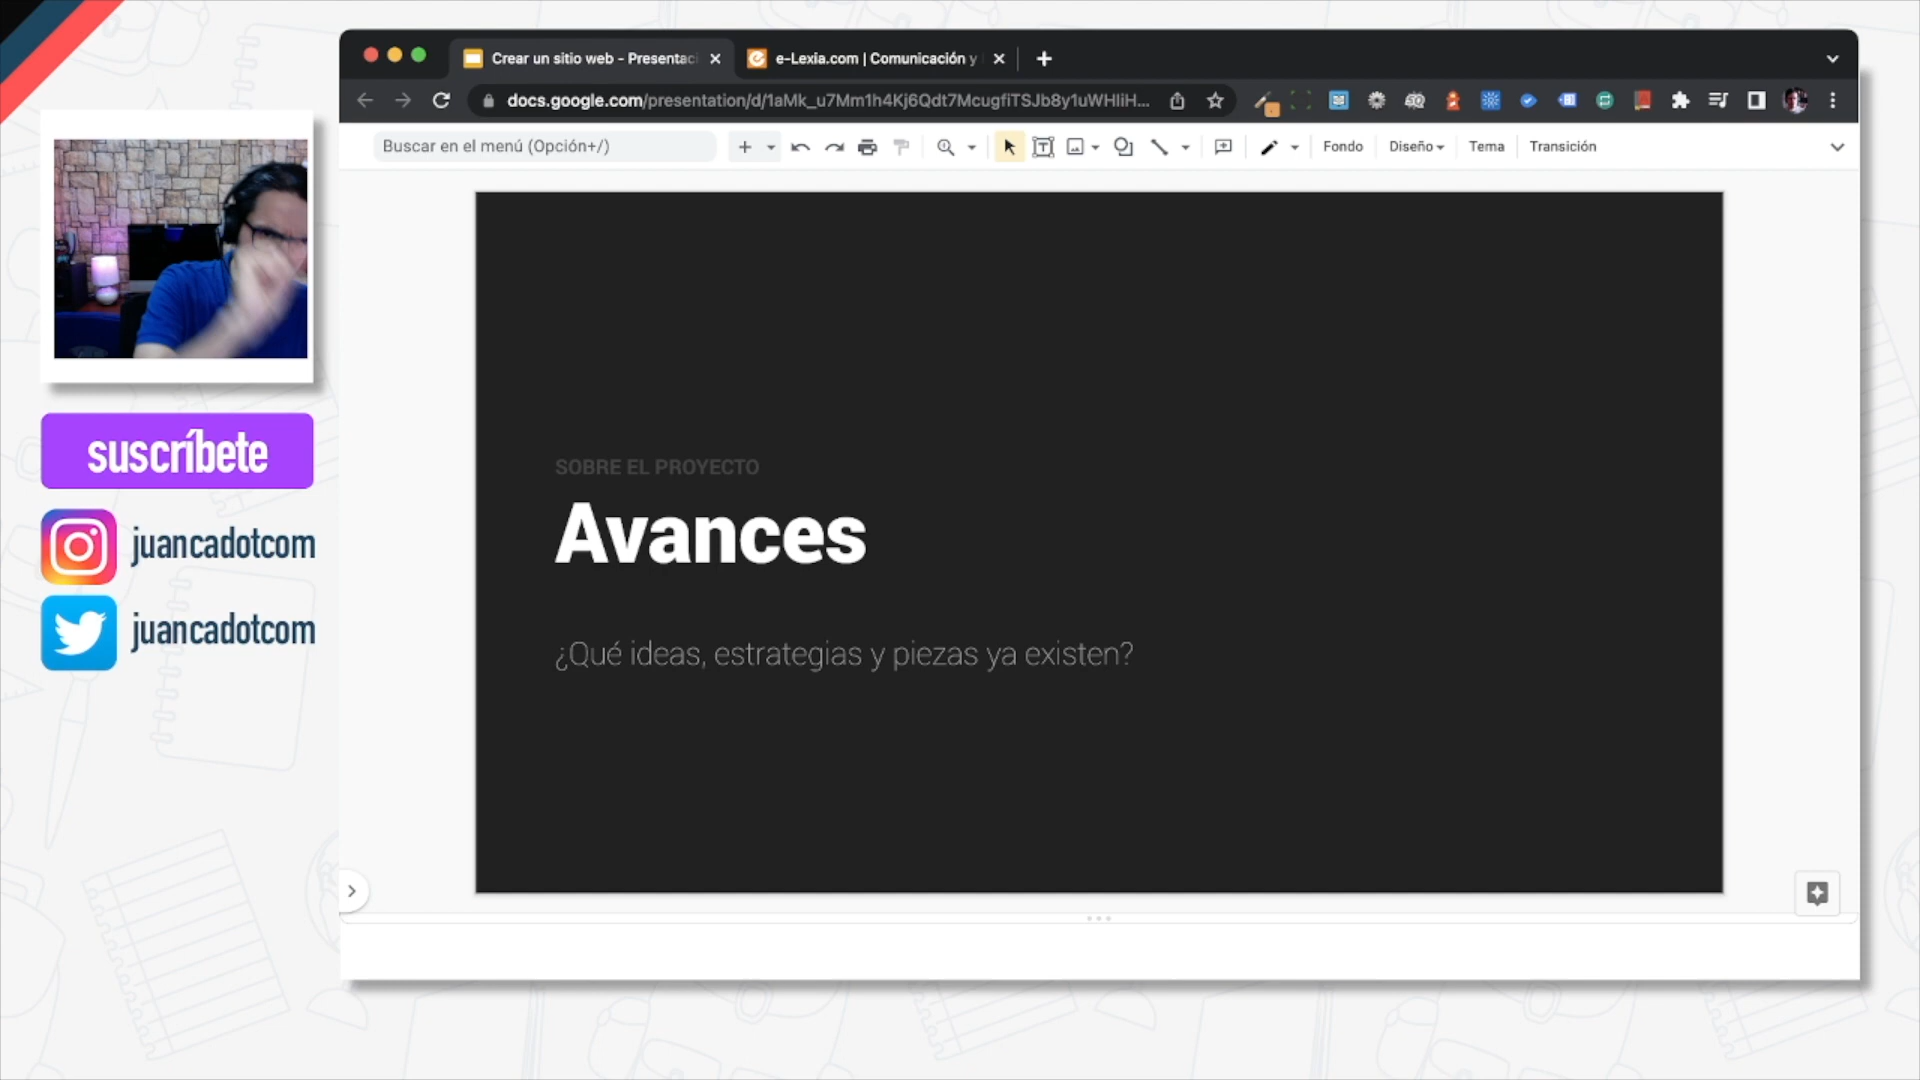 Crear un sitio web - Presentaci
e-Lexia.com | Comunicación y
docs.google.com/presentation/d/1aMk_u7Mm1h4Kj6Qdt7McugfiTSJb8y1uWHIiH...
Buscar en el menú (Opción+/)
Fondo
Diseño
Tema
Transición
suscríbete
juancadotcom
juancadotcom
SOBRE EL PROYECTO
Avances
¿Qué ideas, estrategias y piezas ya existen?